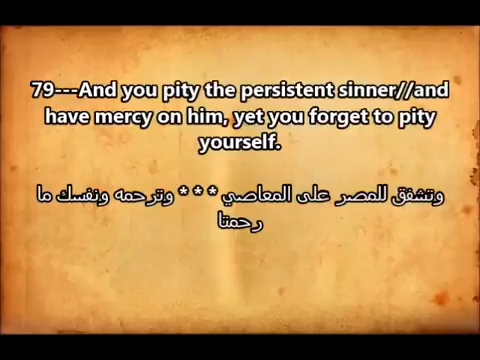 79---And you pity the persistent sinner//and
have mercy on him, yet you forget to pity
yourself.
وتشفق للمصر على المعاصي * * * وترحمه ونفسك ما
رحمتا